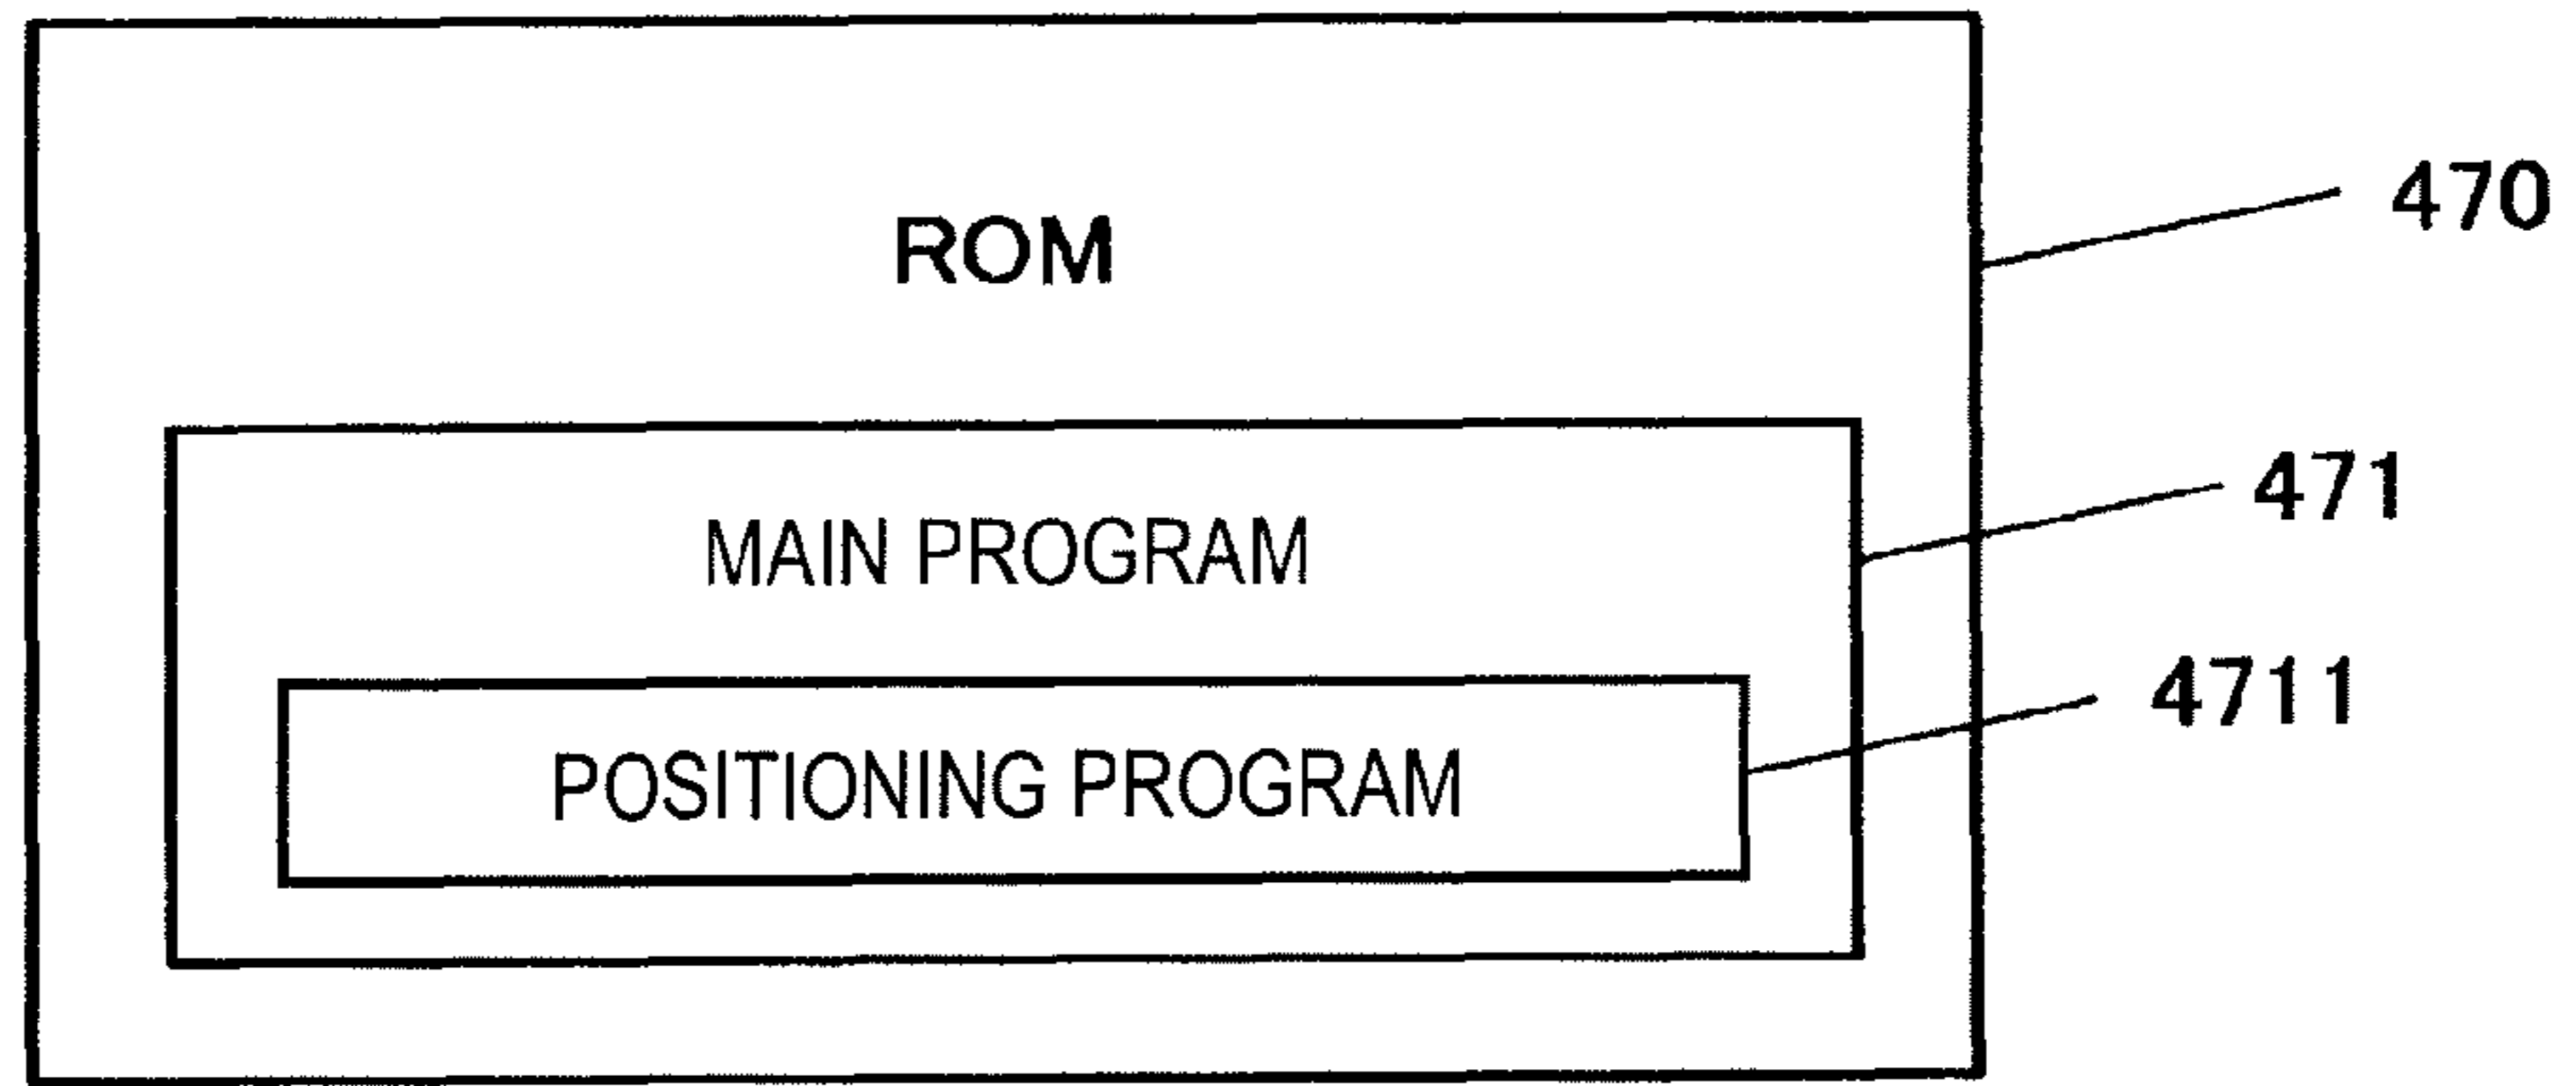 ROM
470
MAIN PROGRAM
471
POSITIONING PROGRAM
4711